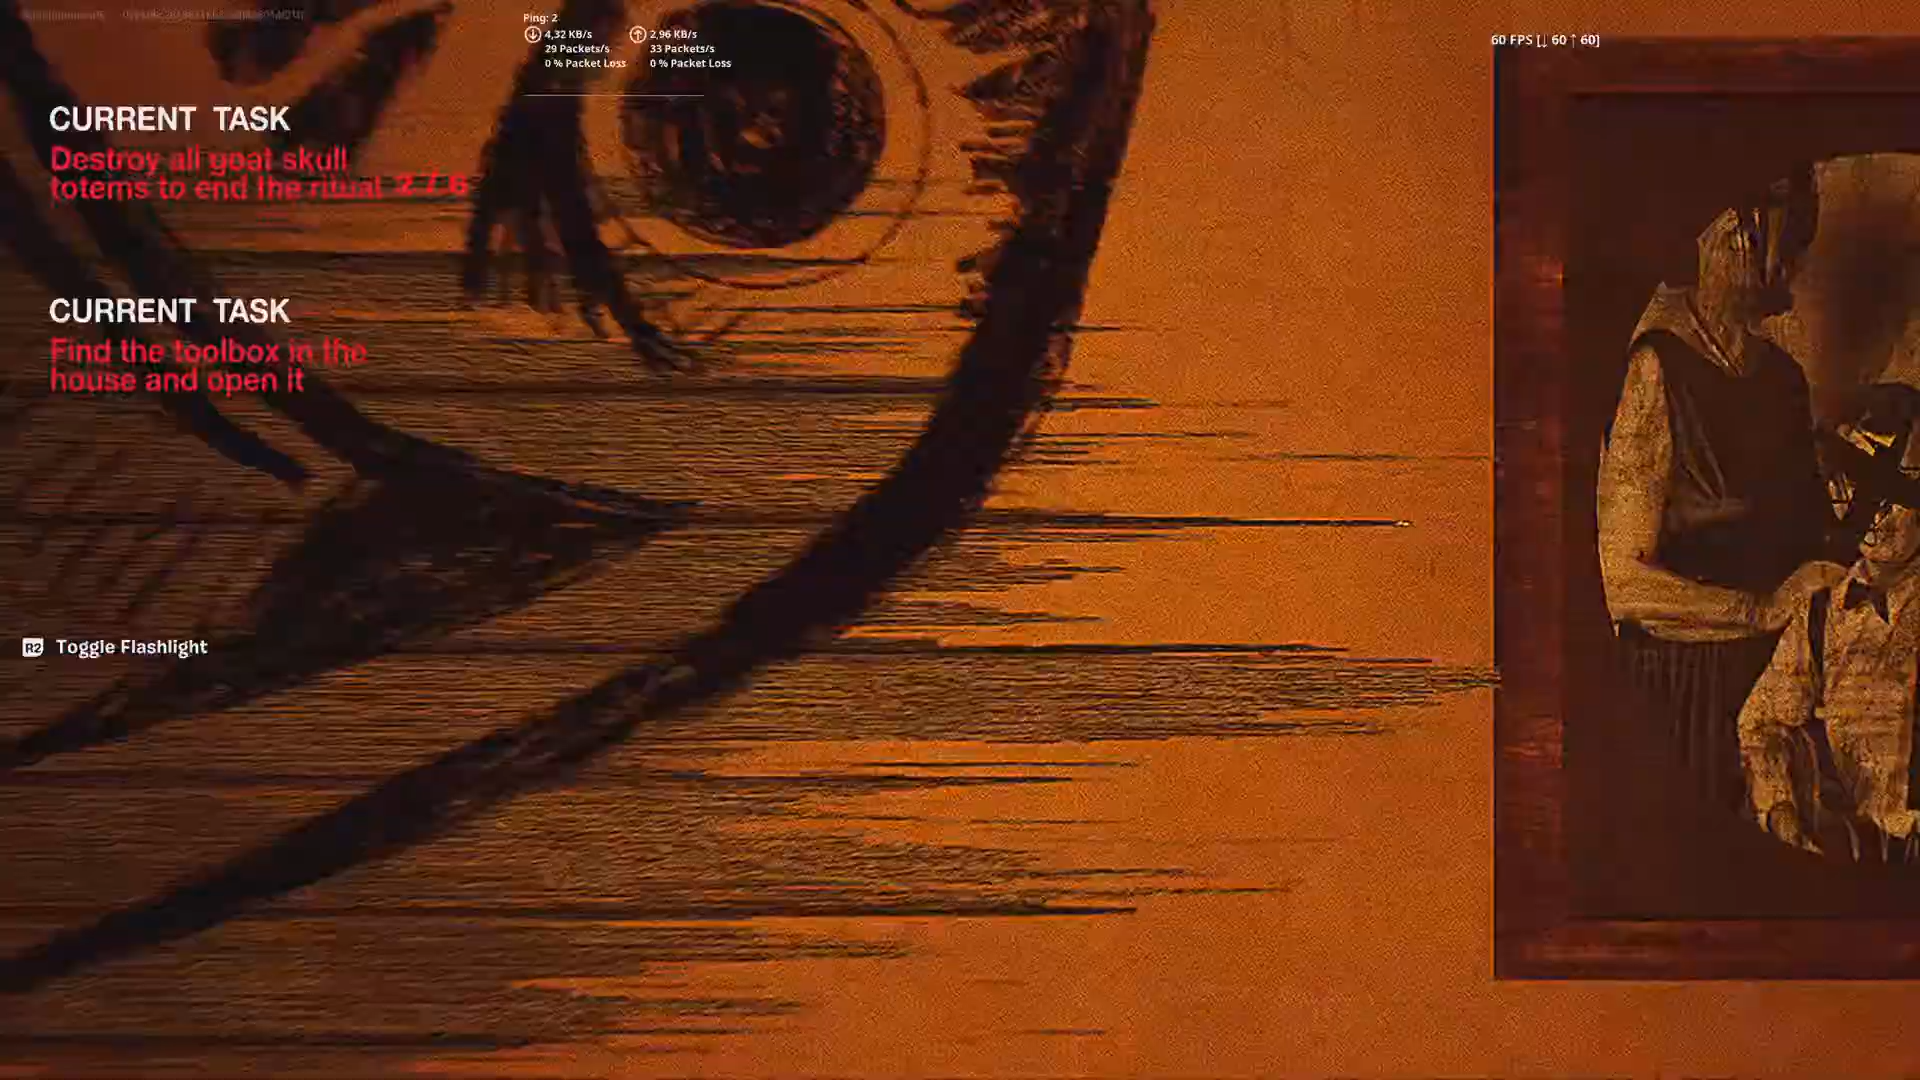 Ping: 2
4,32 KB/s
2,96 KB/s
29 Packets/s
33 Packets/s
0 % Packet Loss
0 % Packet Loss
60 FPS [↓ 60 ↑ 60]
CURRENT TASK
Destroy all goat skull
totems to end the ritual 2 / 6
CURRENT TASK
Find the toolbox in the
house and open it
R2 Toggle Flashlight